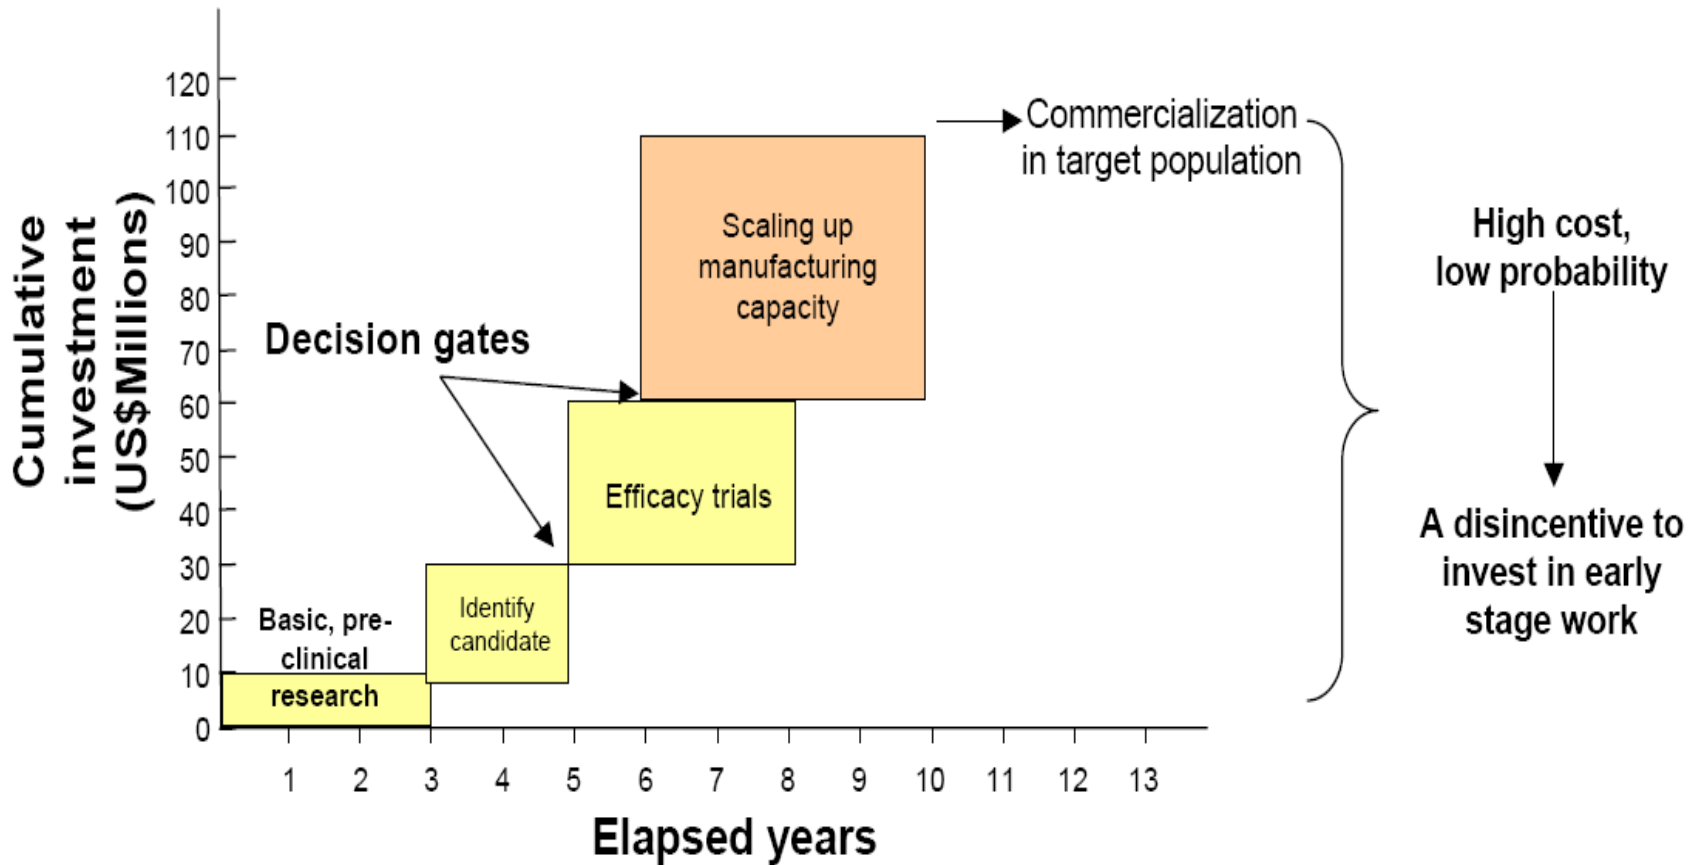 Cumulative
investment
(US$Millions)
120
110
100
90
80
70
60
50
40
30
20
10
0
Decision gates
Basic, pre-
clinical
research
Identify
candidate
Efficacy trials
Scaling up
manufacturing
capacity
Commercialization
in target population
High cost,
low probability
A disincentive to
invest in early
stage work
1 2 3 4 5 6 7 8 9 10 11 12 13
Elapsed years